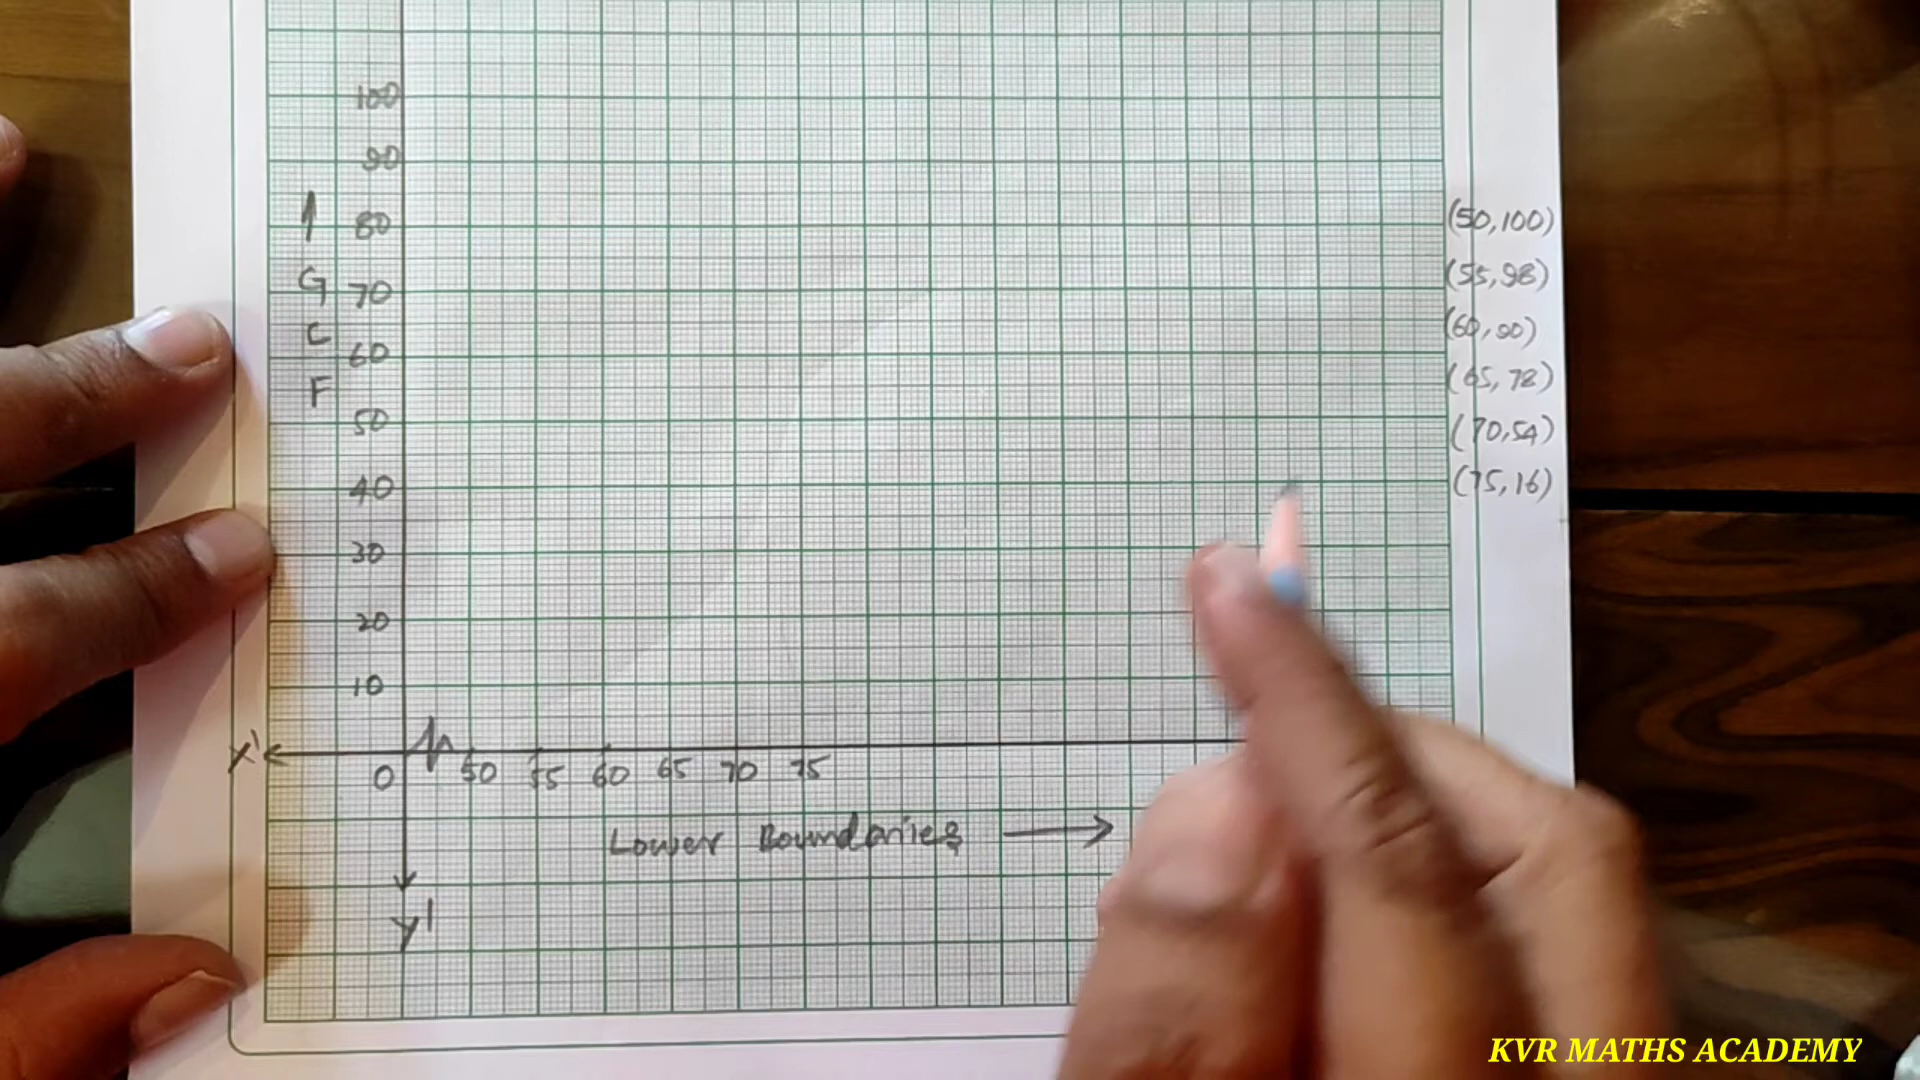 100
90
80
G 70
C 60
F 50
40
30
20
10
X'
0 50 55 60 65 70 75
Lower Boundaries
y'
(50,100)
(55,98)
(60,90)
(65,78)
(70,54)
(75,16)
KVR MATHS ACADEMY